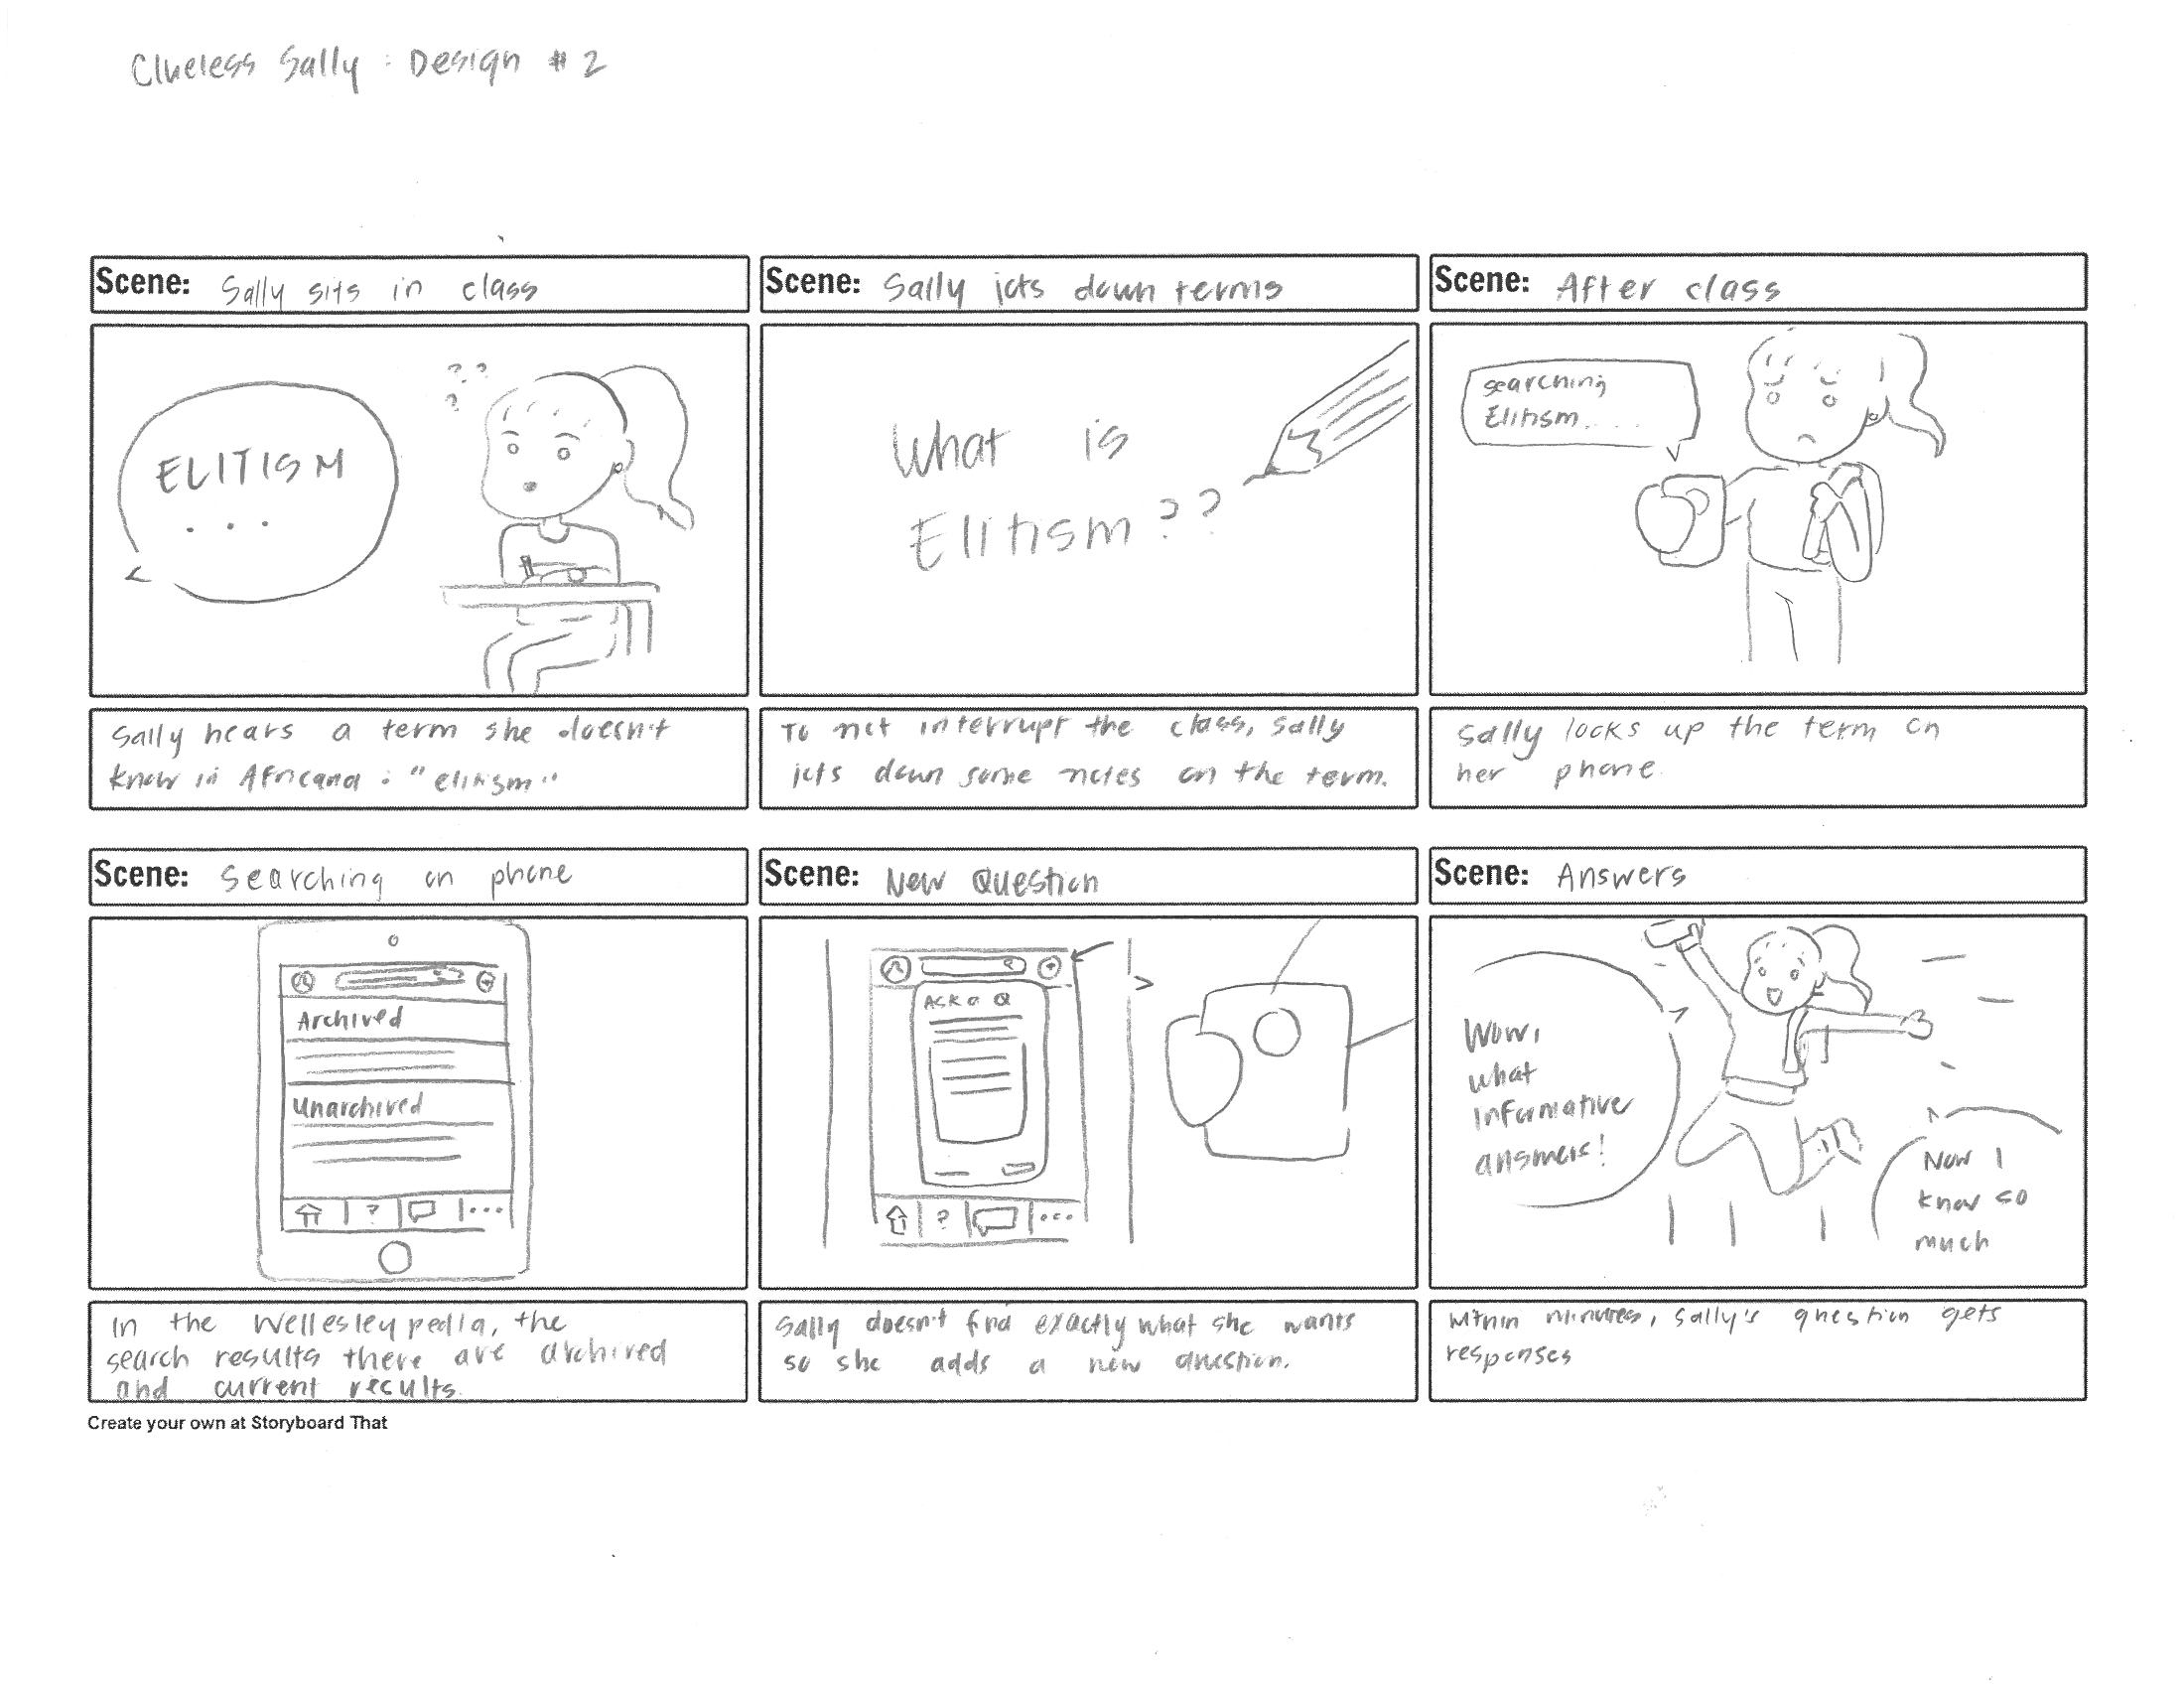 Clueless Sally : Design # 2
Scene: Sally sits in class
ELITISM
. . .
? ?
?
Sally hears a term she doesn't
know in Africana : "elitism"
Scene: Sally jots down terms
What is
Elitism ??
To not interrupt the class, Sally
jots down some notes on the term.
Scene: After class
searching
Elitism....
Sally looks up the term on
her phone.
Scene: Searching on phone
Archived
Unarchived
?
...
In the Wellesleypedia, the
search results there are archived
and current results.
Scene: New Question
Ask a Q
?
...
Sally doesn't find exactly what she wants
so she adds a new question.
Scene: Answers
Wow,
what
informative
answers!
Now I
know so
much
Within minutes, Sally's question gets
responses
Create your own at Storyboard That